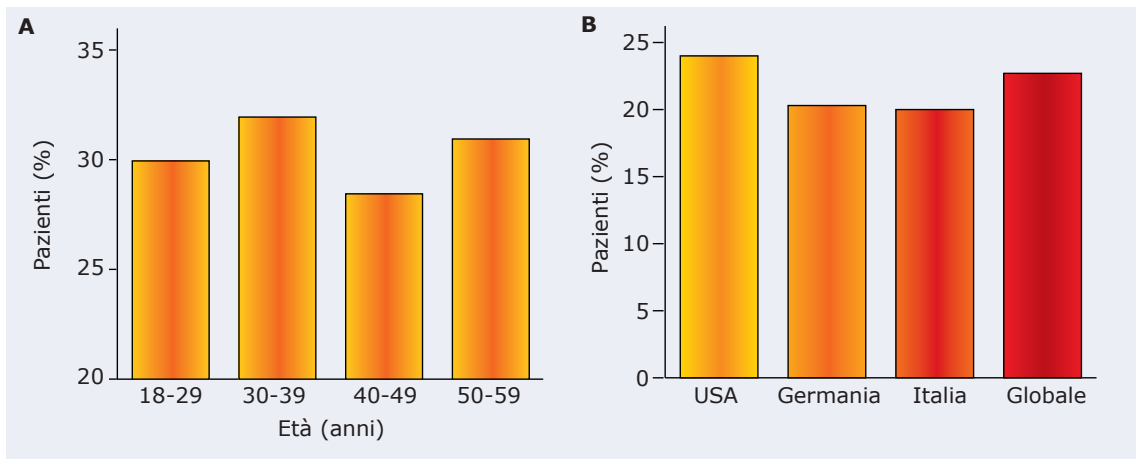 A
Pazienti (%)
35
30
25
20
18-29 30-39 40-49 50-59
Età (anni)
B
Pazienti (%)
25
20
15
10
5
0
USA Germania Italia Globale